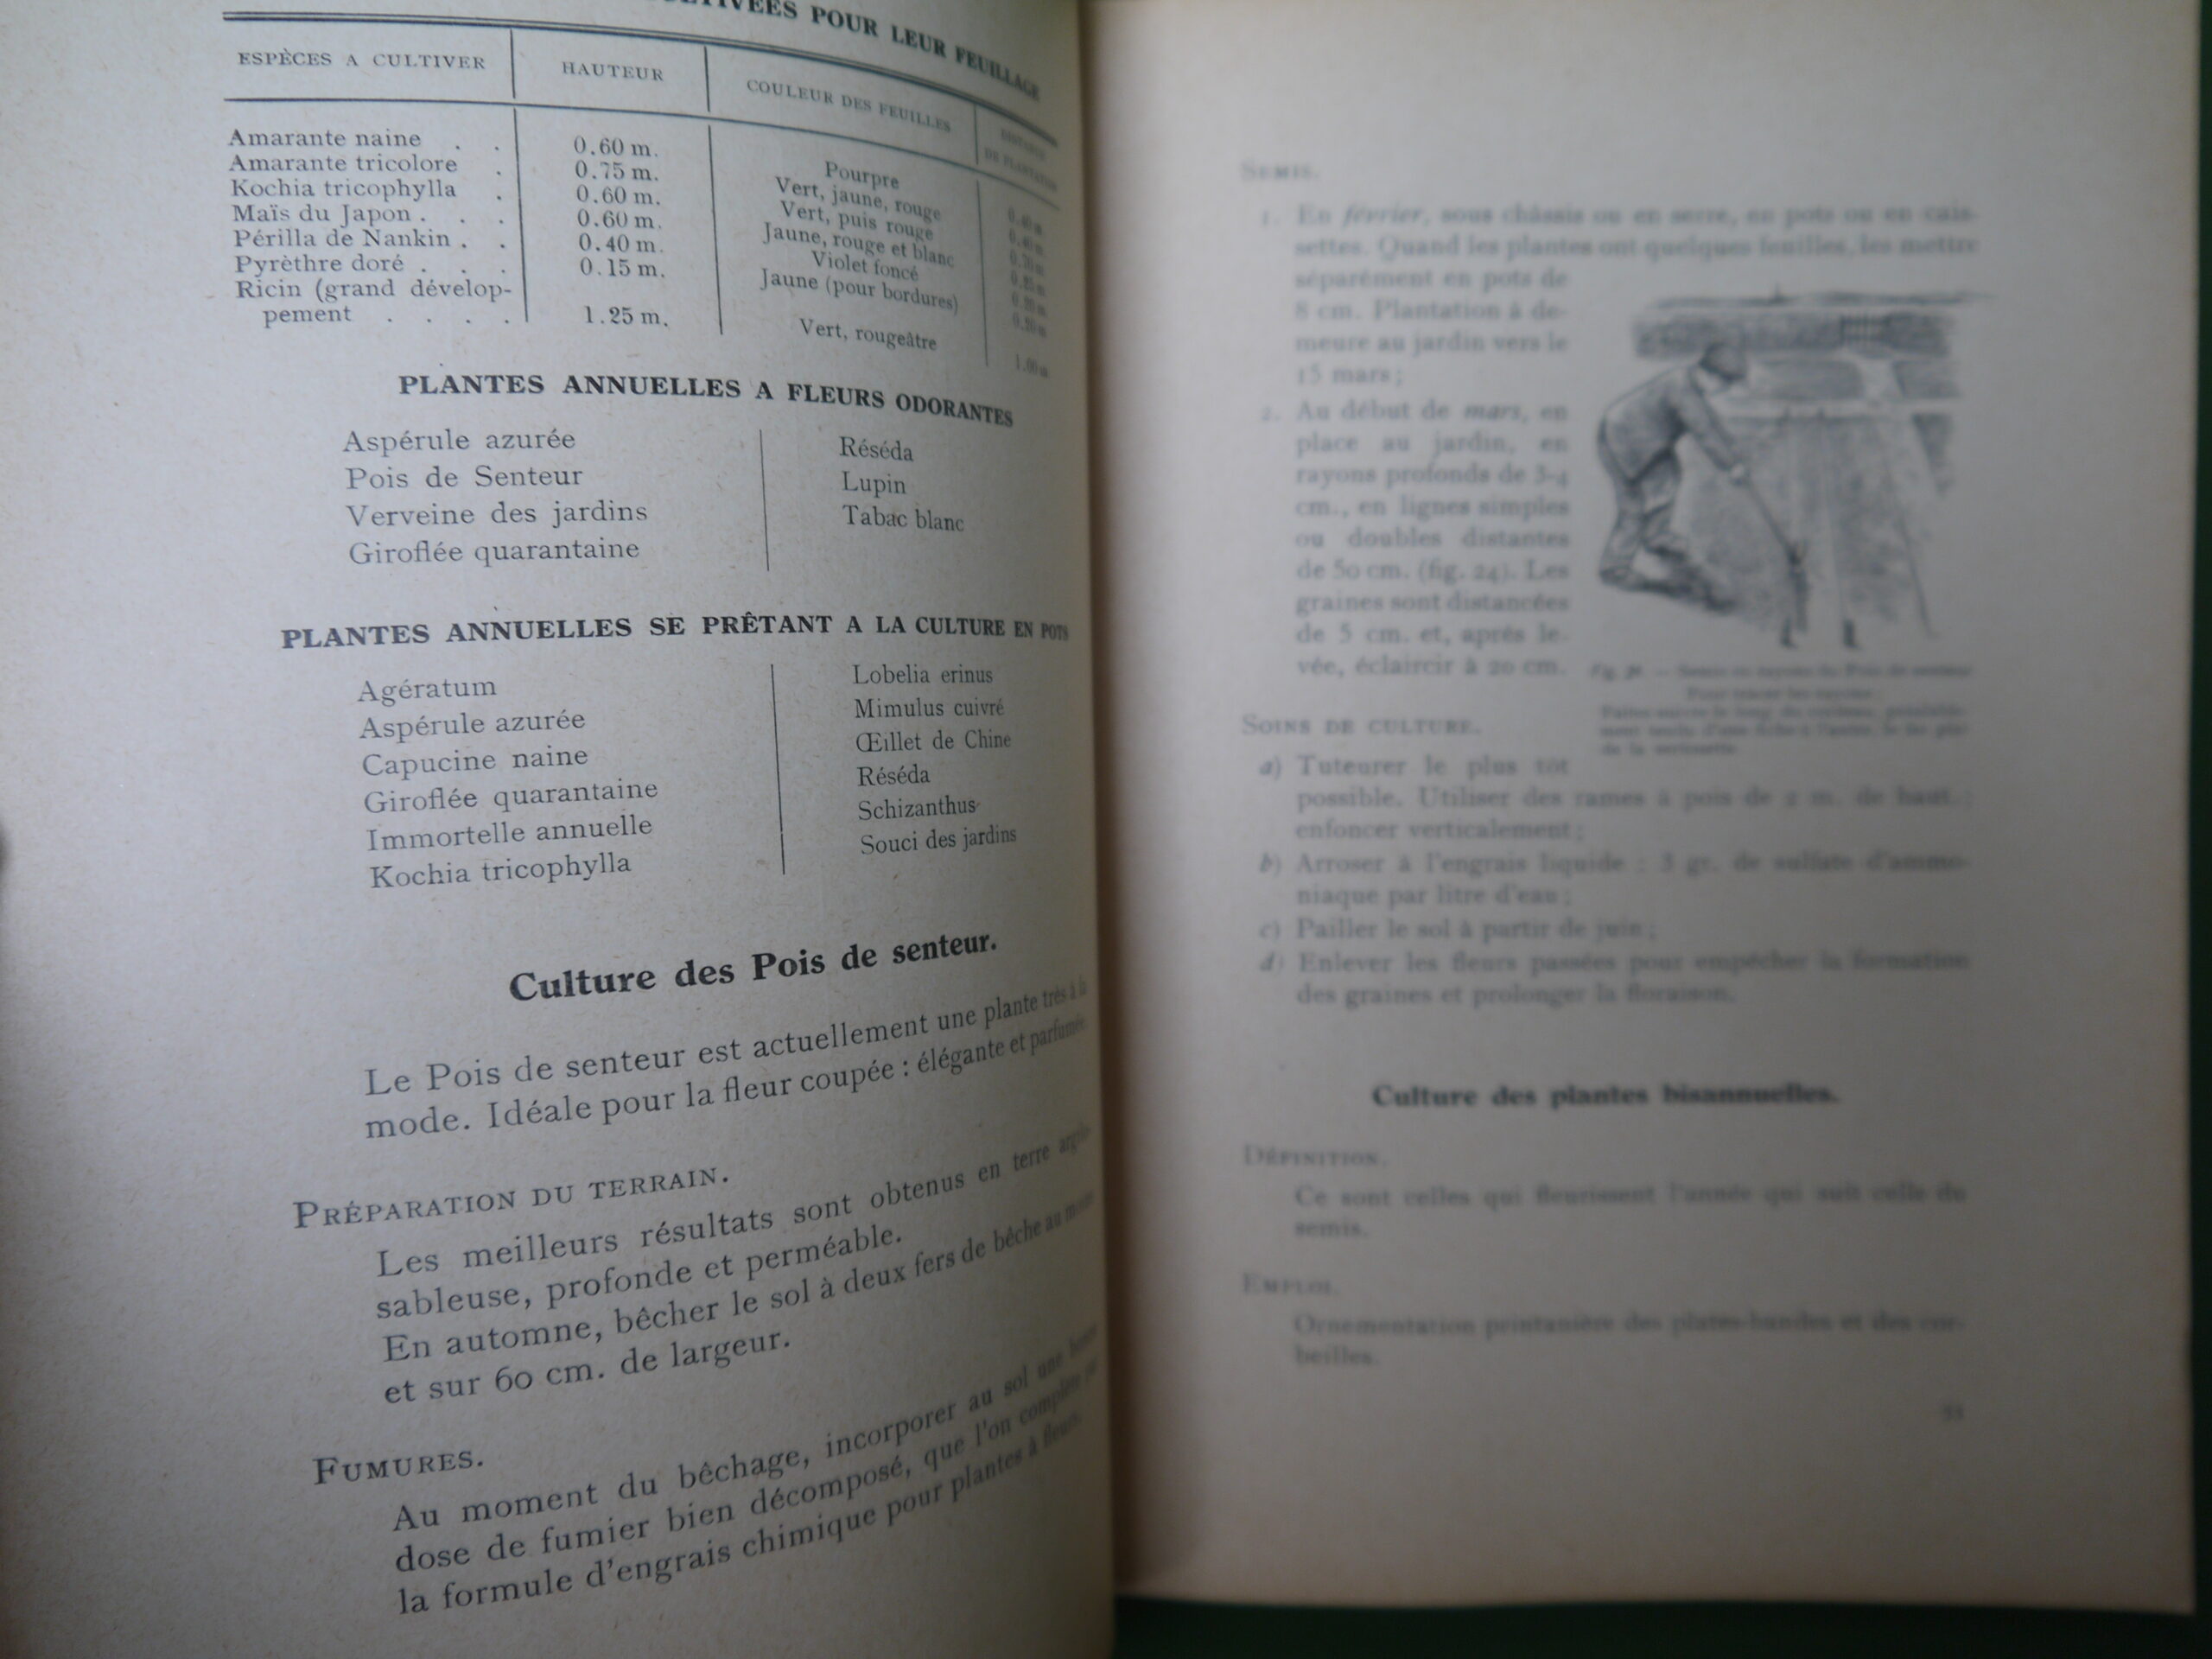 POUR LEUR FEUILLAGE
ESPÈCES A CULTIVER HAUTEUR COULEUR DES FEUILLES DISTANCE DE PLANTATION
Amarante naine . . 0.60 m. Pourpre
Amarante tricolore . 0.75 m. Vert, jaune, rouge
Kochia tricophylla . 0.60 m. Vert, puis rouge
Maïs du Japon . . . 0.60 m. Jaune, rouge et blanc
Périlla de Nankin . . 0.40 m. Violet foncé
Pyrèthre doré . . . 0.15 m. Jaune (pour bordures)
Ricin (grand dévelop-
pement . . . . 1.25 m. Vert, rougeâtre
PLANTES ANNUELLES A FLEURS ODORANTES
Aspérule azurée
Pois de Senteur
Verveine des jardins
Giroflée quarantaine
Réséda
Lupin
Tabac blanc
PLANTES ANNUELLES SE PRÊTANT A LA CULTURE EN POTS
Agératum
Aspérule azurée
Capucine naine
Giroflée quarantaine
Immortelle annuelle
Kochia tricophylla
Lobelia erinus
Mimulus cuivré
Œillet de Chine
Réséda
Schizanthus
Souci des jardins
Culture des Pois de senteur.
Le Pois de senteur est actuellement une plante très à la
mode. Idéale pour la fleur coupée : élégante et parfumée
PRÉPARATION DU TERRAIN.
Les meilleurs résultats sont obtenus en terre
sableuse, profonde et perméable.
En automne, bêcher le sol à deux fers de bêche au
et sur 60 cm. de largeur.
FUMURES.
Au moment du bêchage, incorporer au sol une
dose de fumier bien décomposé, que l'on complète
la formule d'engrais chimique pour plantes à fleurs.
SEMIS.
1. En février, sous châssis ou en serre, en pots ou en cais-
settes. Quand les plantes ont quelques feuilles, les mettre
séparément en pots de
8 cm. Plantation à de-
meure au jardin vers le
15 mars ;
2. Au début de mars, en
place au jardin, en
rayons profonds de 3-4
cm., en lignes simples
ou doubles distantes
de 50 cm. (fig. 24). Les
graines sont distancées
de 5 cm. et, après le-
vée, éclaircir à 20 cm.
Semis en rayons du Pois de senteur
Pour tracer les rayons :
SOINS DE CULTURE.
a) Tuteurer le plus tôt
possible. Utiliser des rames à pois de 2 m. de haut. ;
enfoncer verticalement ;
b) Arroser à l'engrais liquide : 3 gr. de sulfate d'ammo-
niaque par litre d'eau ;
c) Pailler le sol à partir de juin ;
d) Enlever les fleurs passées pour empêcher la formation
des graines et prolonger la floraison.
Culture des plantes bisannuelles.
DÉFINITION.
Ce sont celles qui fleurissent l'année qui suit celle du
semis.
EMPLOI.
Ornementation printanière des plates-bandes et des cor-
beilles.